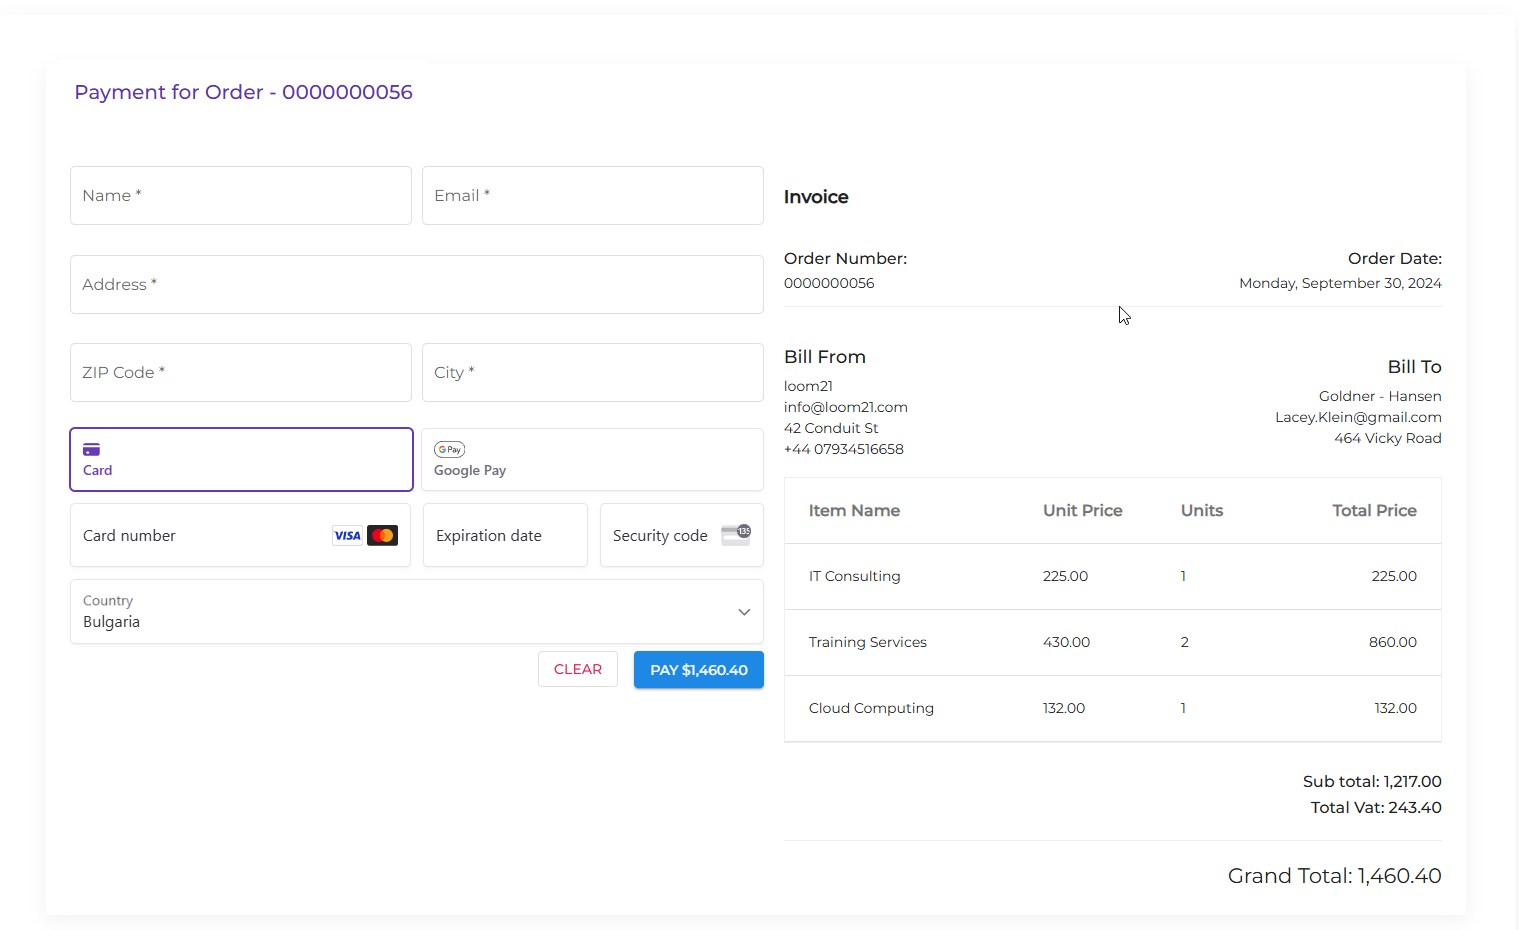 Payment for Order - 0000000056
Name *
Email *
Address *
ZIP Code *
City *
Card
G Pay
Google Pay
Card number
VISA
Expiration date
Security code
135
Country
Bulgaria
CLEAR
PAY $1,460.40
Invoice
Order Number:
Order Date:
0000000056
Monday, September 30, 2024
Bill From
loom21
info@loom21.com
42 Conduit St
+44 07934516658
Bill To
Goldner - Hansen
Lacey.Klein@gmail.com
464 Vicky Road
Item Name Unit Price Units Total Price
IT Consulting 225.00 1 225.00
Training Services 430.00 2 860.00
Cloud Computing 132.00 1 132.00
Sub total: 1,217.00
Total Vat: 243.40
Grand Total: 1,460.40